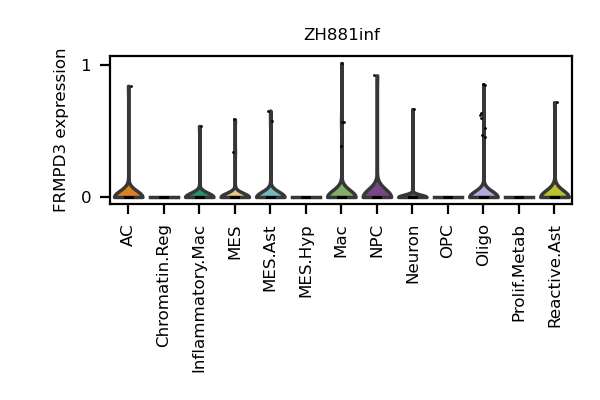 ZH881inf
FRMPD3 expression
1
0
AC
Chromatin.Reg
Inflammatory.Mac
MES
MES.Ast
MES.Hyp
Mac
NPC
Neuron
OPC
Oligo
Prolif.Metab
Reactive.Ast